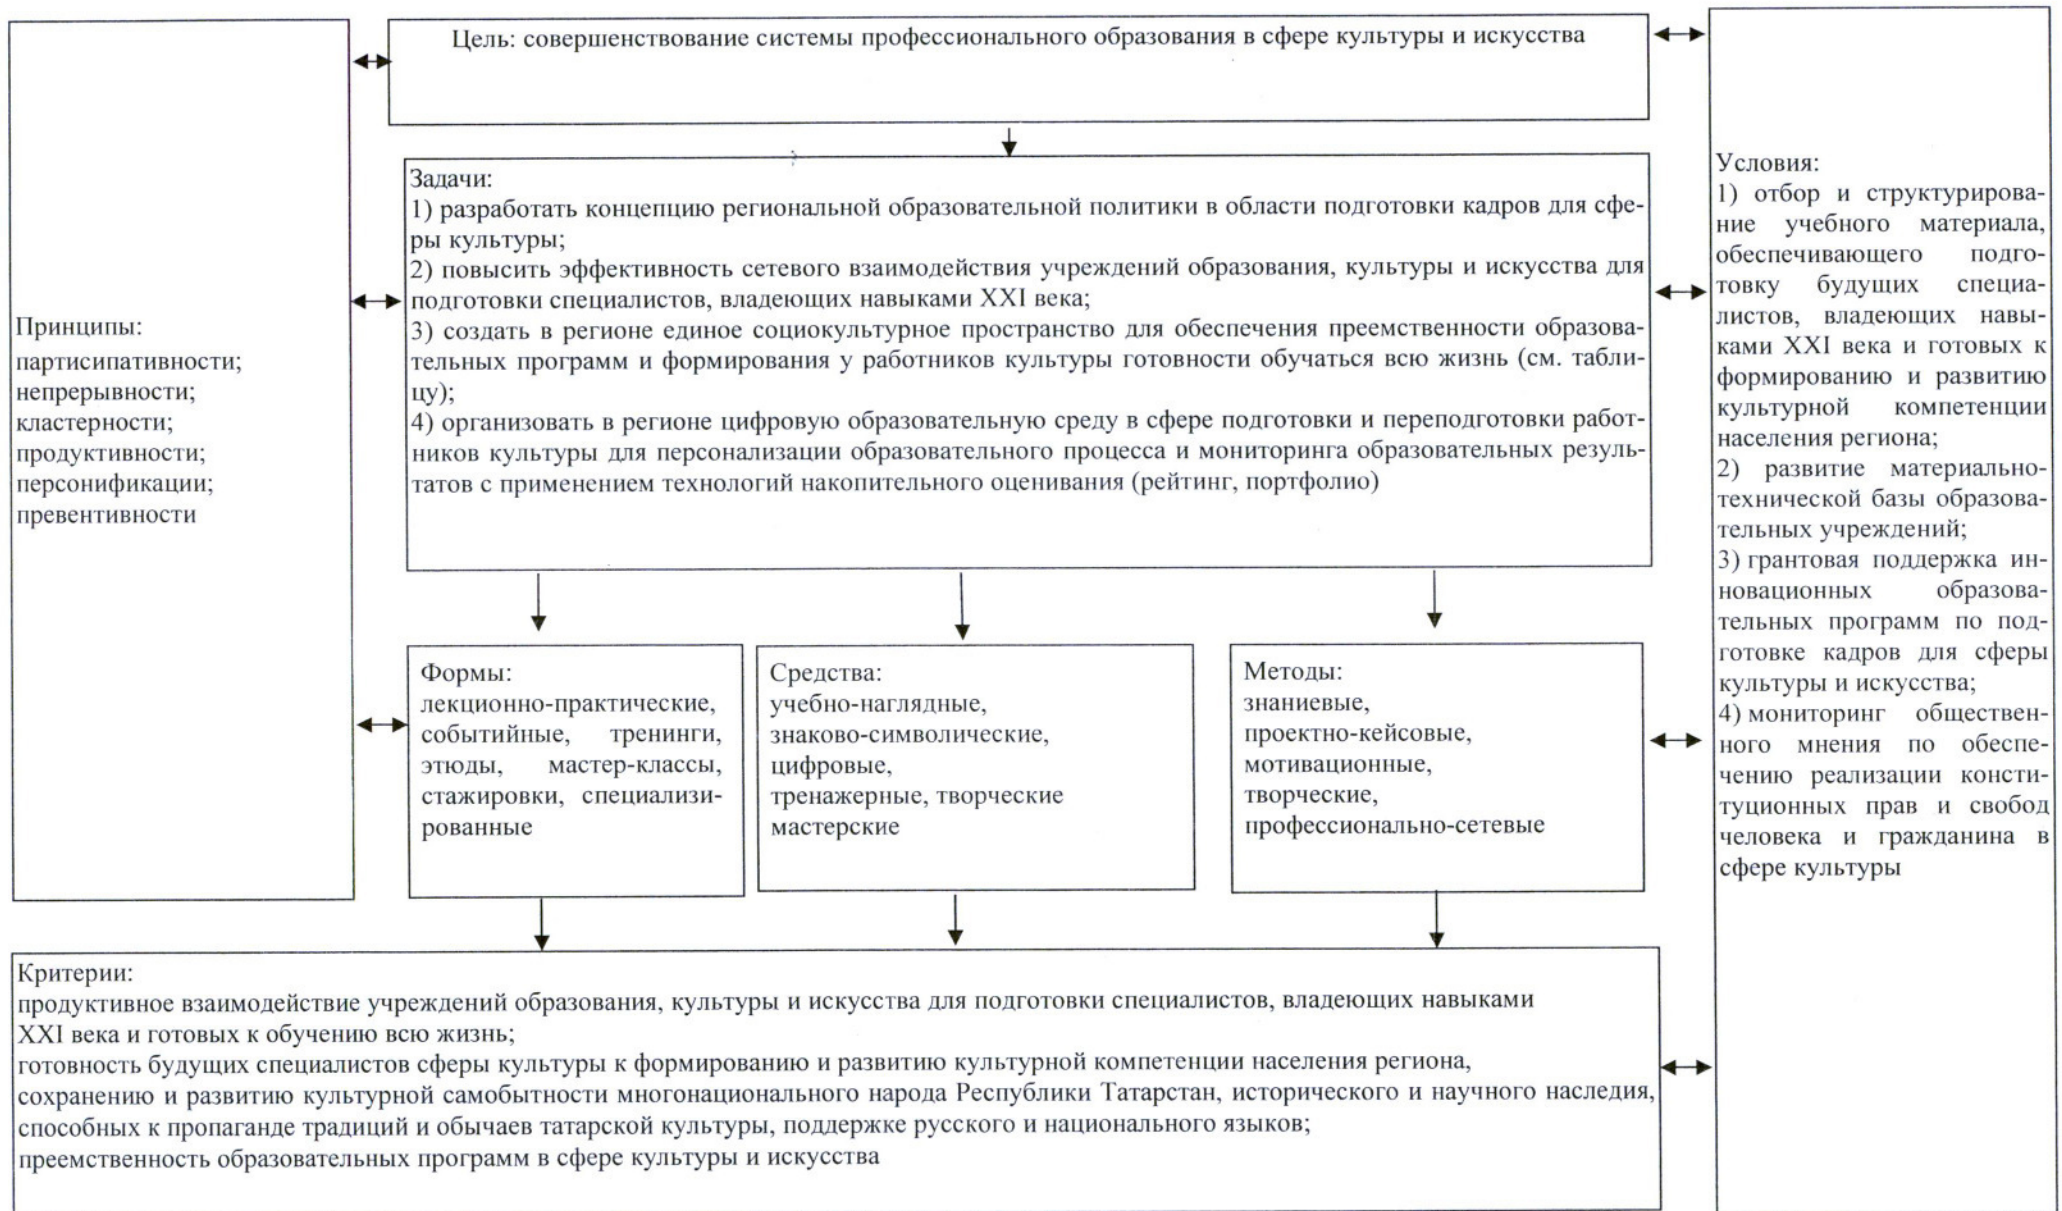 Цель: совершенствование системы профессионального образования в сфере культуры и искусства
Принципы:
партисипативности;
непрерывности;
кластерности;
продуктивности;
персонификации;
превентивности
Задачи:
1) разработать концепцию региональной образовательной политики в области подготовки кадров для сфе-
ры культуры;
2) повысить эффективность сетевого взаимодействия учреждений образования, культуры и искусства для
подготовки специалистов, владеющих навыками XXI века;
3) создать в регионе единое социокультурное пространство для обеспечения преемственности образова-
тельных программ и формирования у работников культуры готовности обучаться всю жизнь (см. табли-
цу);
4) организовать в регионе цифровую образовательную среду в сфере подготовки и переподготовки работ-
ников культуры для персонализации образовательного процесса и мониторинга образовательных резуль-
татов с применением технологий накопительного оценивания (рейтинг, портфолио)
Формы:
лекционно-практические,
событийные, тренинги,
этюды, мастер-классы,
стажировки, специализи-
рованные
Средства:
учебно-наглядные,
знаково-символические,
цифровые,
тренажерные, творческие
мастерские
Методы:
знаниевые,
проектно-кейсовые,
мотивационные,
творческие,
профессионально-сетевые
Условия:
1) отбор и структурирова-
ние учебного материала,
обеспечивающего подго-
товку будущих специа-
листов, владеющих навы-
ками XXI века и готовых к
формированию и развитию
культурной компетенции
населения региона;
2) развитие материально-
технической базы образова-
тельных учреждений;
3) грантовая поддержка ин-
новационных образова-
тельных программ по под-
готовке кадров для сферы
культуры и искусства;
4) мониторинг обществен-
ного мнения по обеспе-
чению реализации консти-
туционных прав и свобод
человека и гражданина в
сфере культуры
Критерии:
продуктивное взаимодействие учреждений образования, культуры и искусства для подготовки специалистов, владеющих навыками
XXI века и готовых к обучению всю жизнь;
готовность будущих специалистов сферы культуры к формированию и развитию культурной компетенции населения региона,
сохранению и развитию культурной самобытности многонационального народа Республики Татарстан, исторического и научного наследия,
способных к пропаганде традиций и обычаев татарской культуры, поддержке русского и национального языков;
преемственность образовательных программ в сфере культуры и искусства